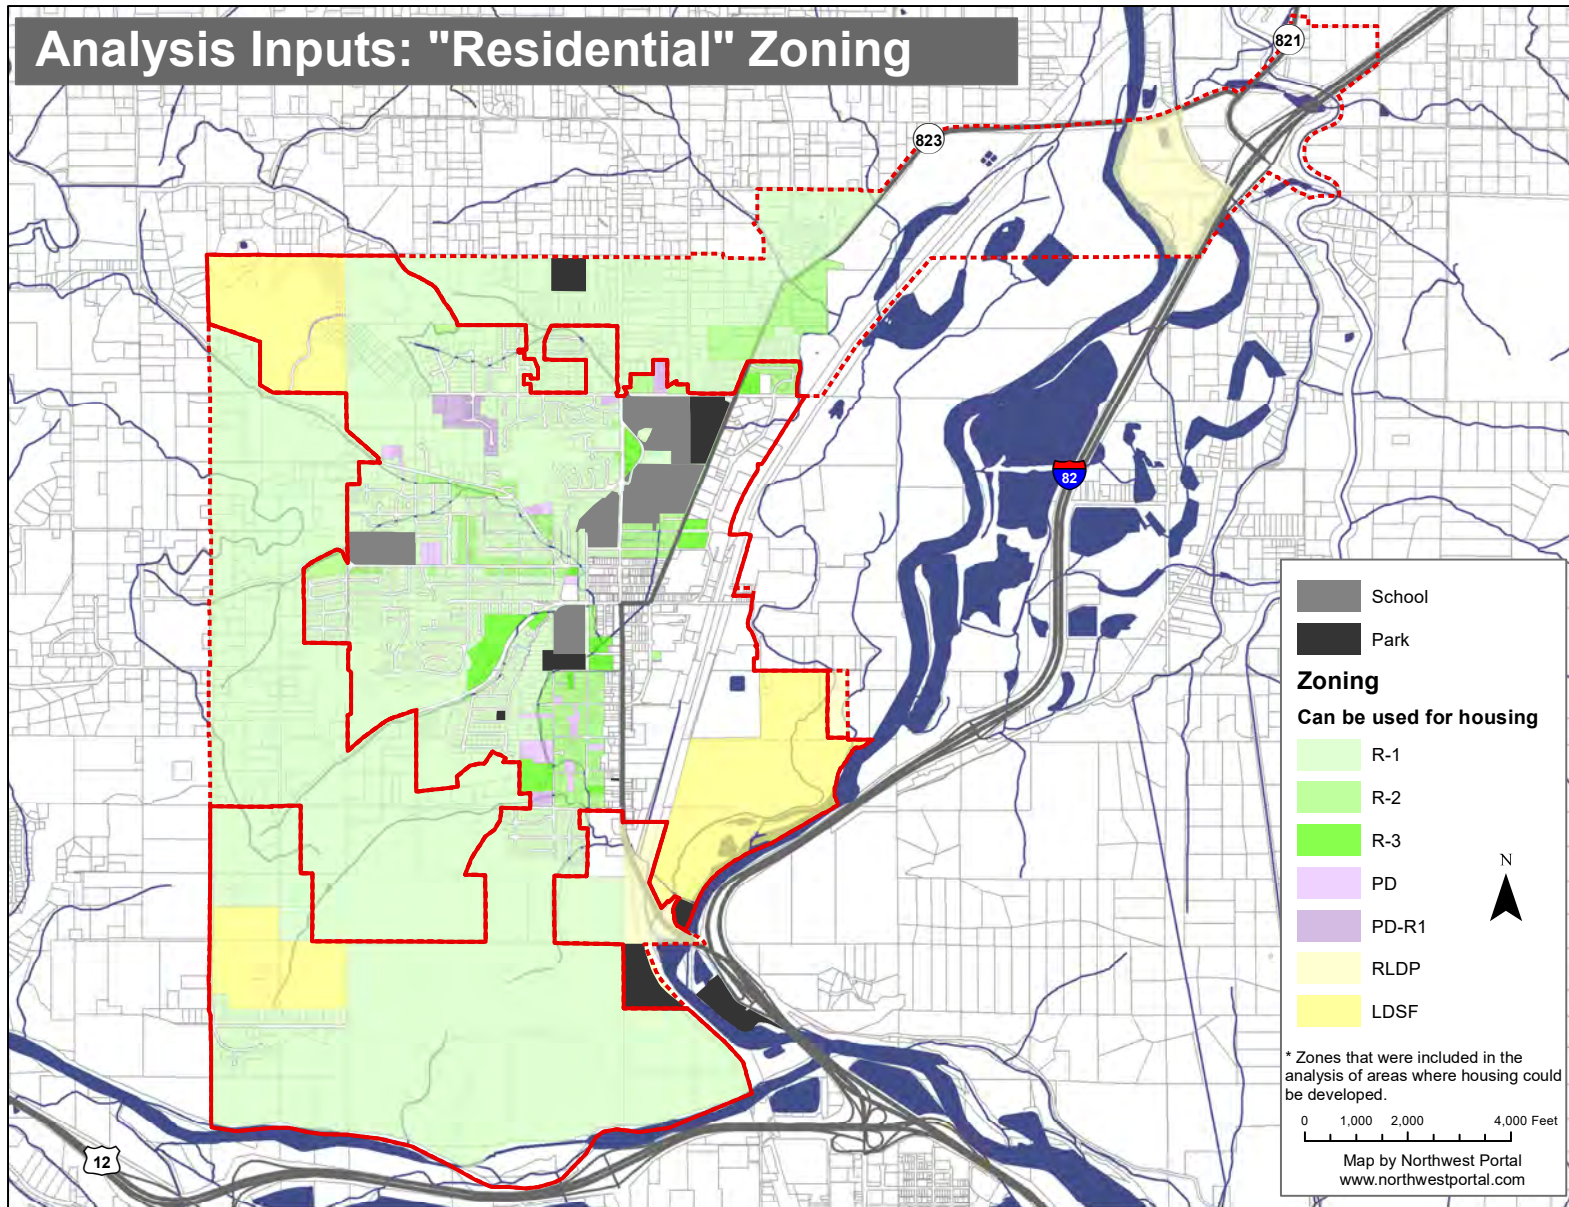 Analysis Inputs: "Residential" Zoning
821
823
82
12
School
Park
Zoning
Can be used for housing
R-1
R-2
R-3
PD
PD-R1
RLDP
LDSF
N
* Zones that were included in the
analysis of areas where housing could
be developed.
0 1,000 2,000 4,000 Feet
Map by Northwest Portal
www.northwestportal.com